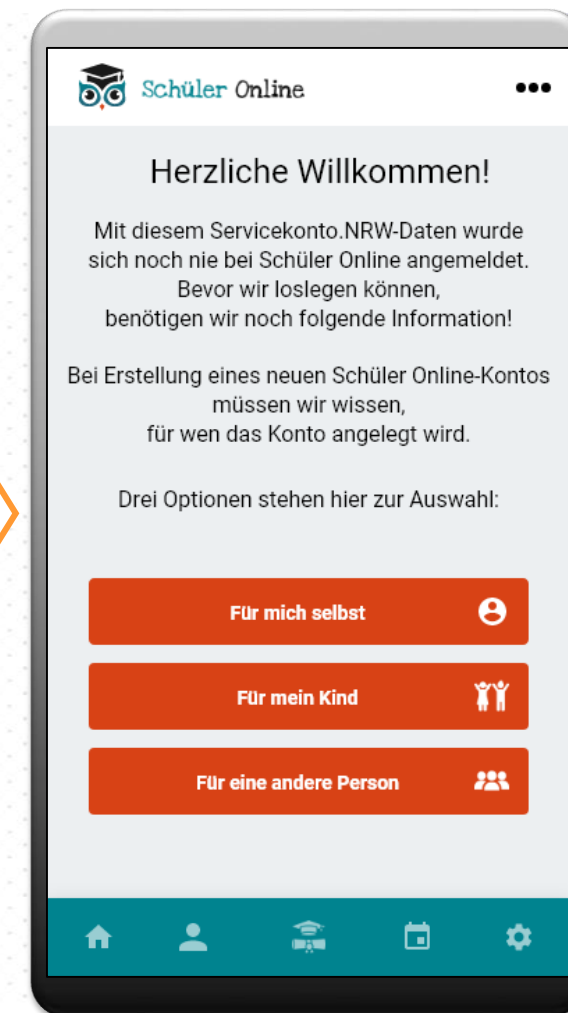 Schüler Online
Herzliche Willkommen!
Mit diesem Servicekonto.NRW-Daten wurde
sich noch nie bei Schüler Online angemeldet.
Bevor wir loslegen können,
benötigen wir noch folgende Information!
Bei Erstellung eines neuen Schüler Online-Kontos
müssen wir wissen,
für wen das Konto angelegt wird.
Drei Optionen stehen hier zur Auswahl:
Für mich selbst
Für mein Kind
Für eine andere Person